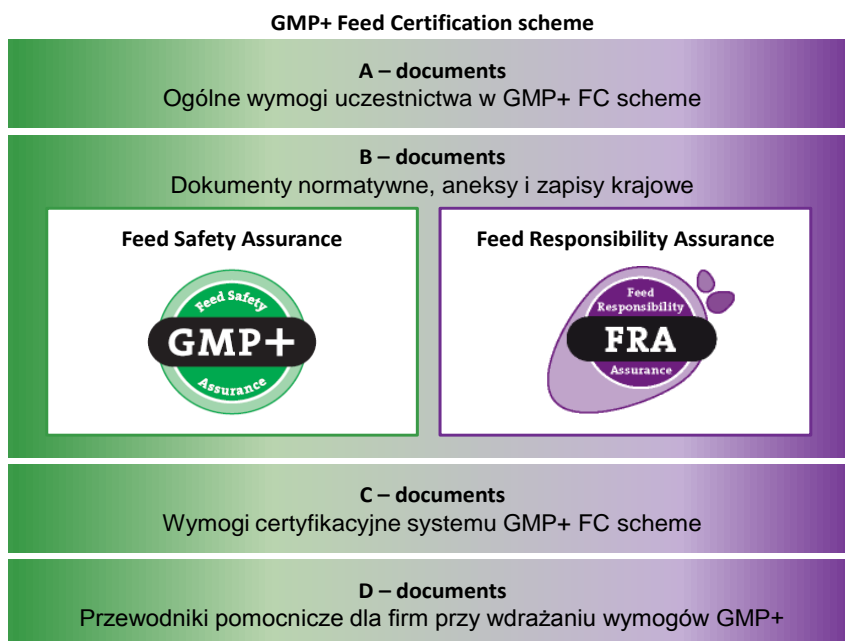 GMP+ Feed Certification scheme
A – documents
Ogólne wymogi uczestnictwa w GMP+ FC scheme
B – documents
Dokumenty normatywne, aneksy i zapisy krajowe
Feed Safety Assurance
Feed Safety
GMP+
Assurance
Feed Responsibility Assurance
Feed
Responsibility
FRA
Assurance
C – documents
Wymogi certyfikacyjne systemu GMP+ FC scheme
D – documents
Przewodniki pomocnicze dla firm przy wdrażaniu wymogów GMP+